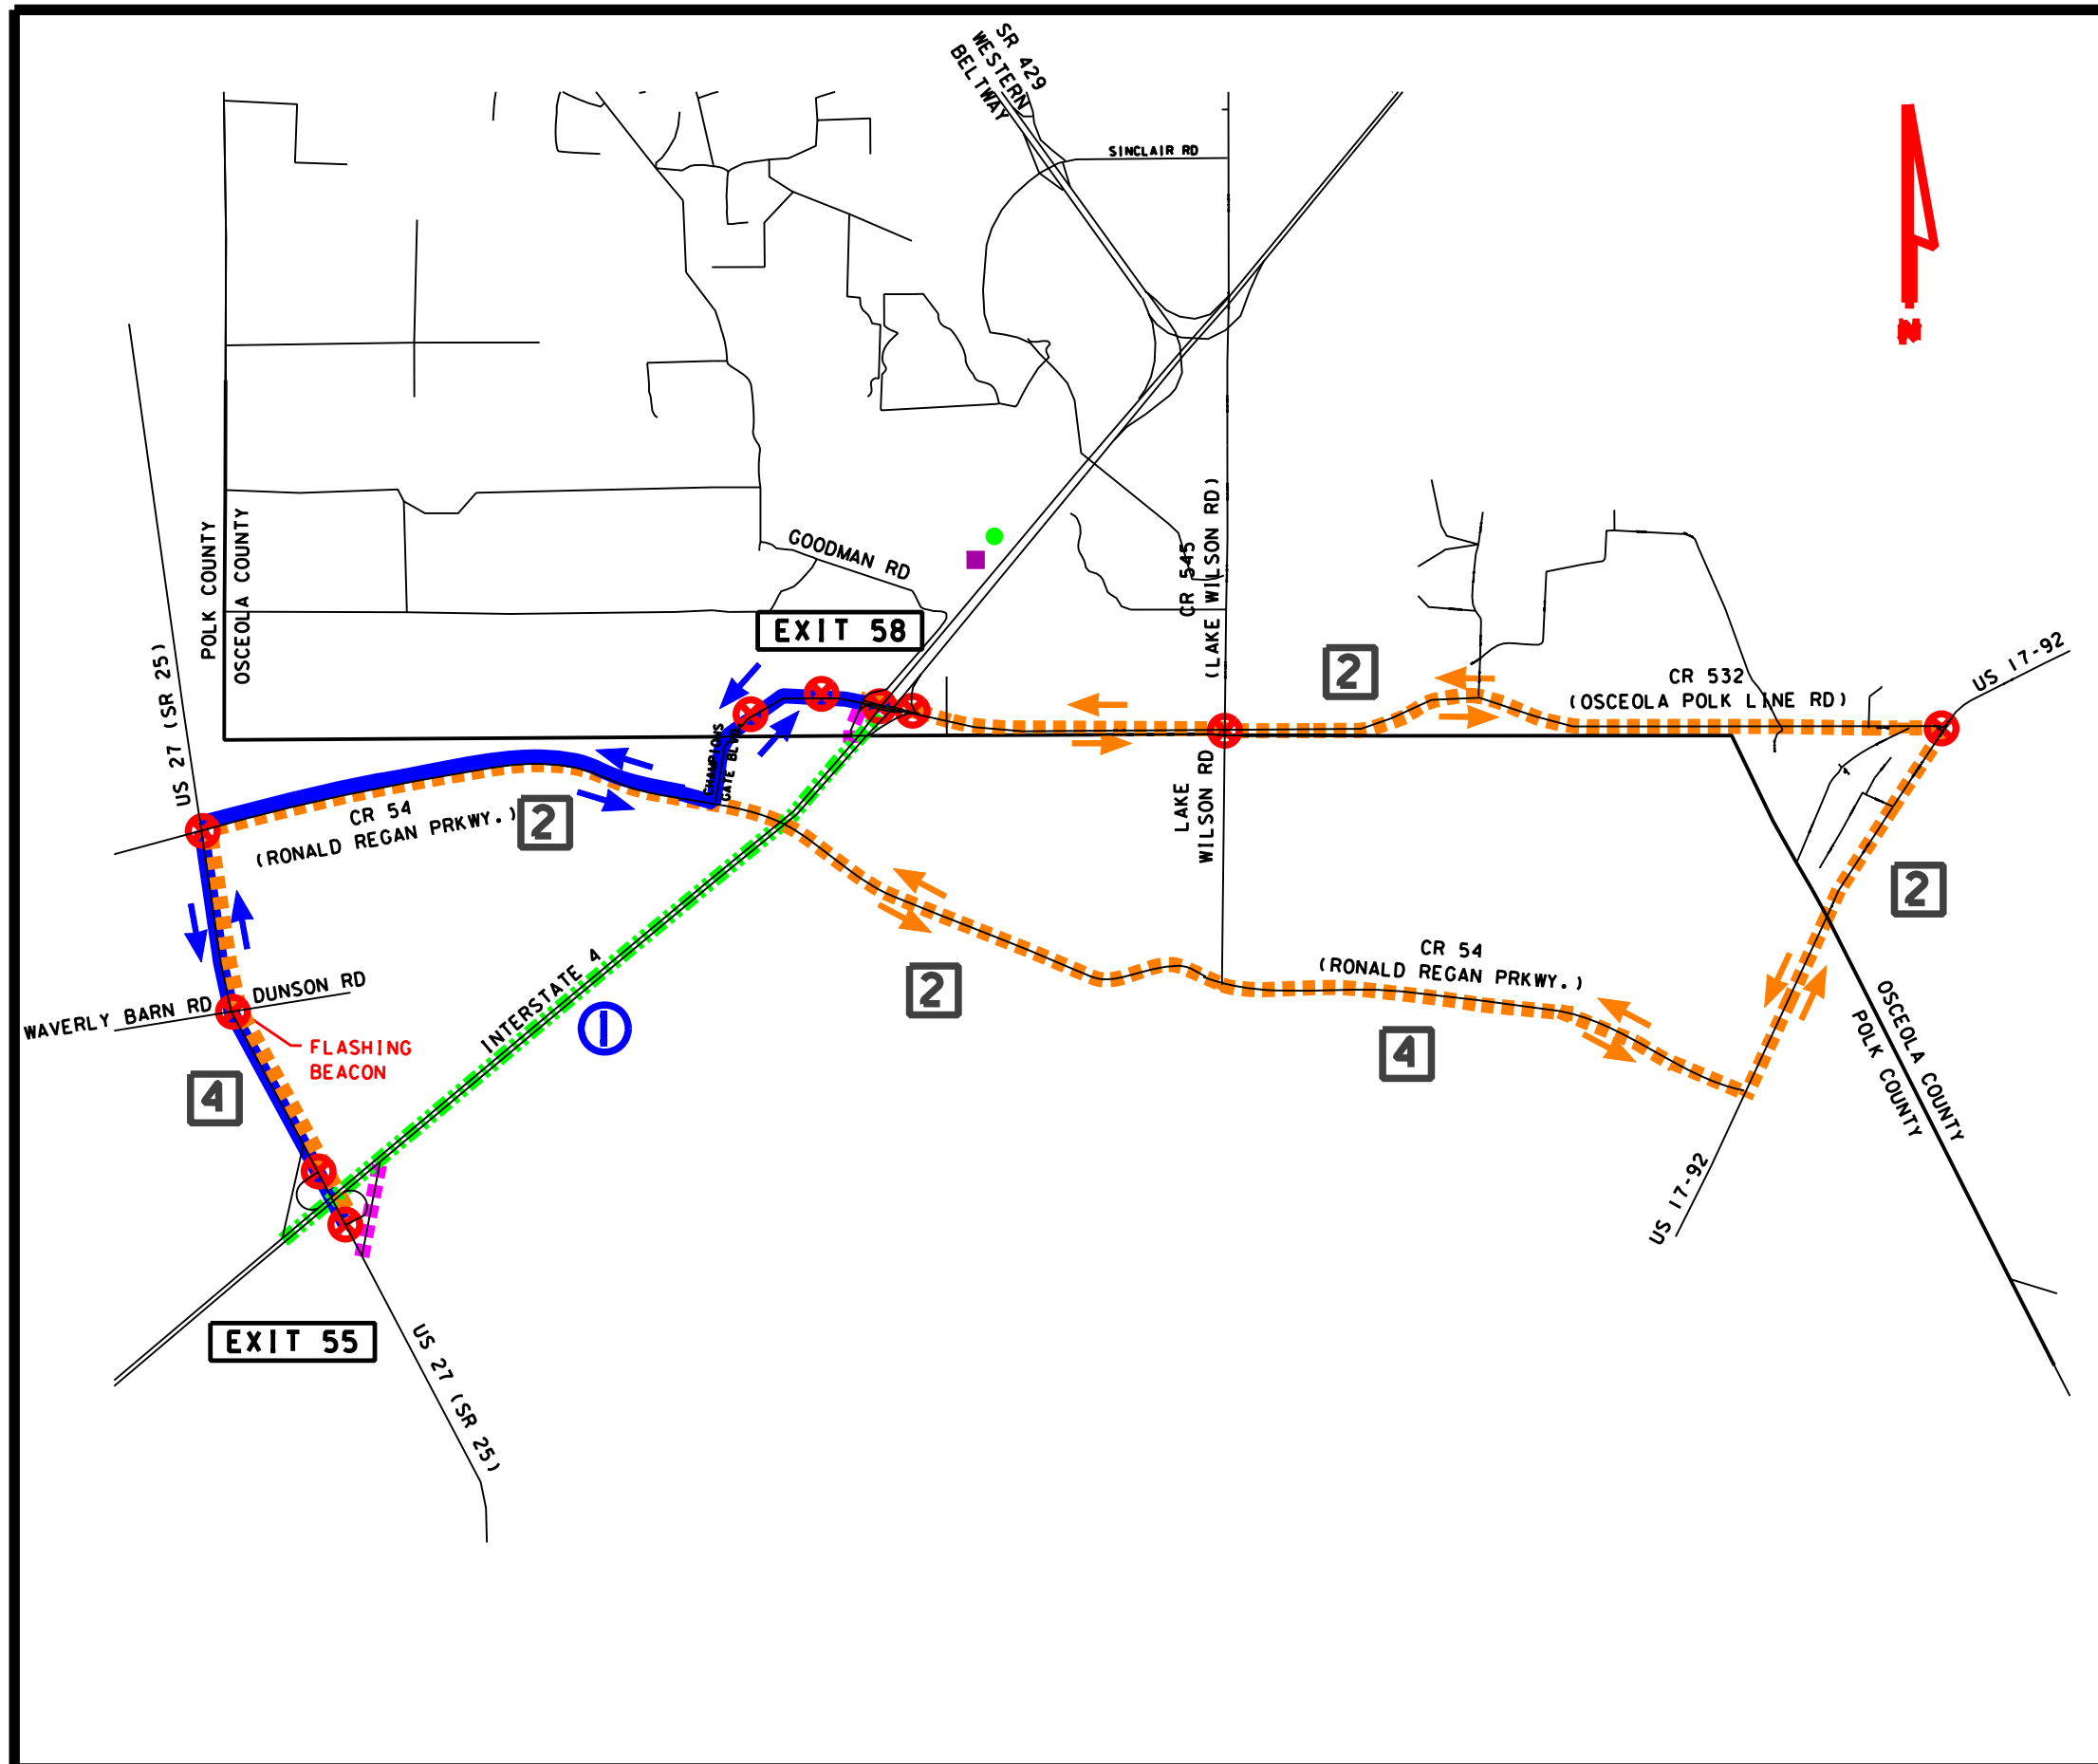 SR 429
WESTERN
BELTWAY
SINCLAIR RD
N
GOODMAN RD
EXIT 58
POLK COUNTY
OSCEOLA COUNTY
US 27 (SR 25)
CR 545
(LAKE WILSON RD)
2
CR 532
(OSCEOLA POLK LINE RD)
US 17-92
CHAMPIONS
GATE BLVD.
LAKE
WILSON RD
CR 54
(RONALD REGAN PRKWY.)
2
2
WAVERLY BARN RD
DUNSON RD
FLASHING
BEACON
INTERSTATE 4
1
2
CR 54
(RONALD REGAN PRKWY.)
4
4
OSCEOLA COUNTY
POLK COUNTY
US 17-92
EXIT 55
US 27 (SR 25)